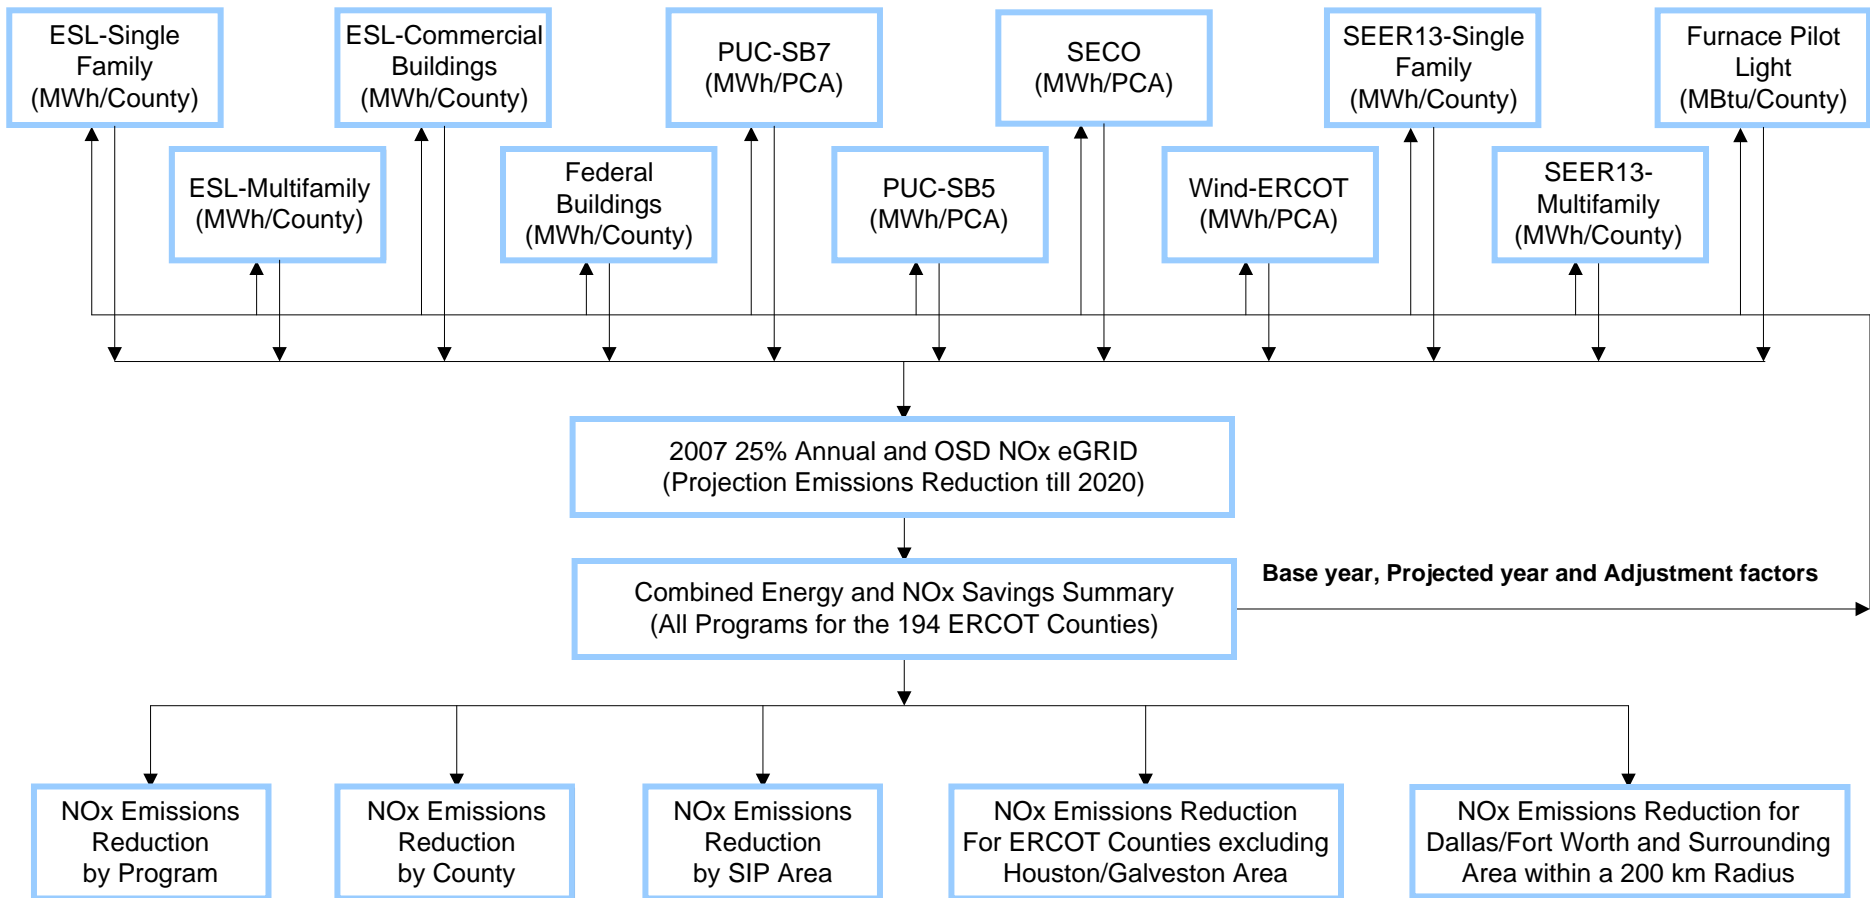 ESL-Single
Family
(MWh/County)
ESL-Commercial
Buildings
(MWh/County)
PUC-SB7
(MWh/PCA)
SECO
(MWh/PCA)
SEER13-Single
Family
(MWh/County)
Furnace Pilot
Light
(MBtu/County)
ESL-Multifamily
(MWh/County)
Federal
Buildings
(MWh/County)
PUC-SB5
(MWh/PCA)
Wind-ERCOT
(MWh/PCA)
SEER13-
Multifamily
(MWh/County)
2007 25% Annual and OSD NOx eGRID
(Projection Emissions Reduction till 2020)
Combined Energy and NOx Savings Summary
(All Programs for the 194 ERCOT Counties)
Base year, Projected year and Adjustment factors
NOx Emissions
Reduction
by Program
NOx Emissions
Reduction
by County
NOx Emissions
Reduction
by SIP Area
NOx Emissions Reduction
For ERCOT Counties excluding
Houston/Galveston Area
NOx Emissions Reduction for
Dallas/Fort Worth and Surrounding
Area within a 200 km Radius